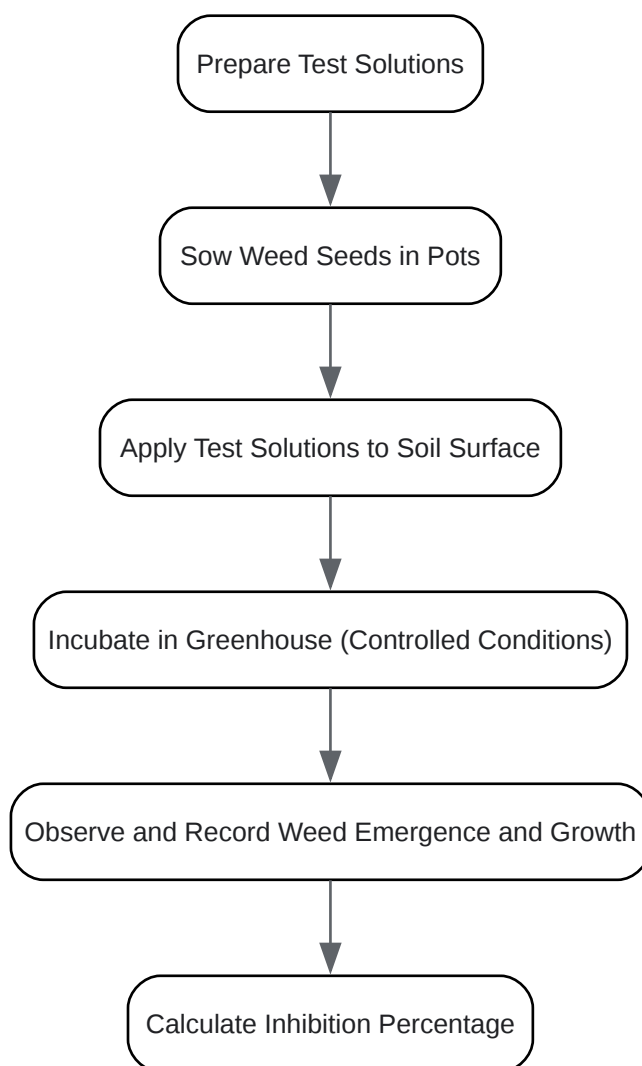 Prepare Test Solutions
Sow Weed Seeds in Pots
Apply Test Solutions to Soil Surface
Incubate in Greenhouse (Controlled Conditions)
Observe and Record Weed Emergence and Growth
Calculate Inhibition Percentage